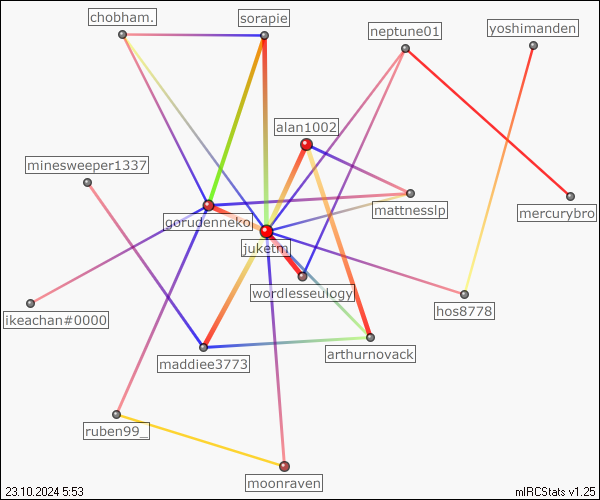 chobham.
sorapie
neptune01
yoshimanden
alan1002
minesweeper1337
mattnesslp
mercurybro
gorudenneko
juketm
wordlesseulogy
ikeachan#0000
hos8778
maddiee3773
arthurnovack
ruben99_
moonraven
23.10.2024 5:53
mIRCStats v1.25